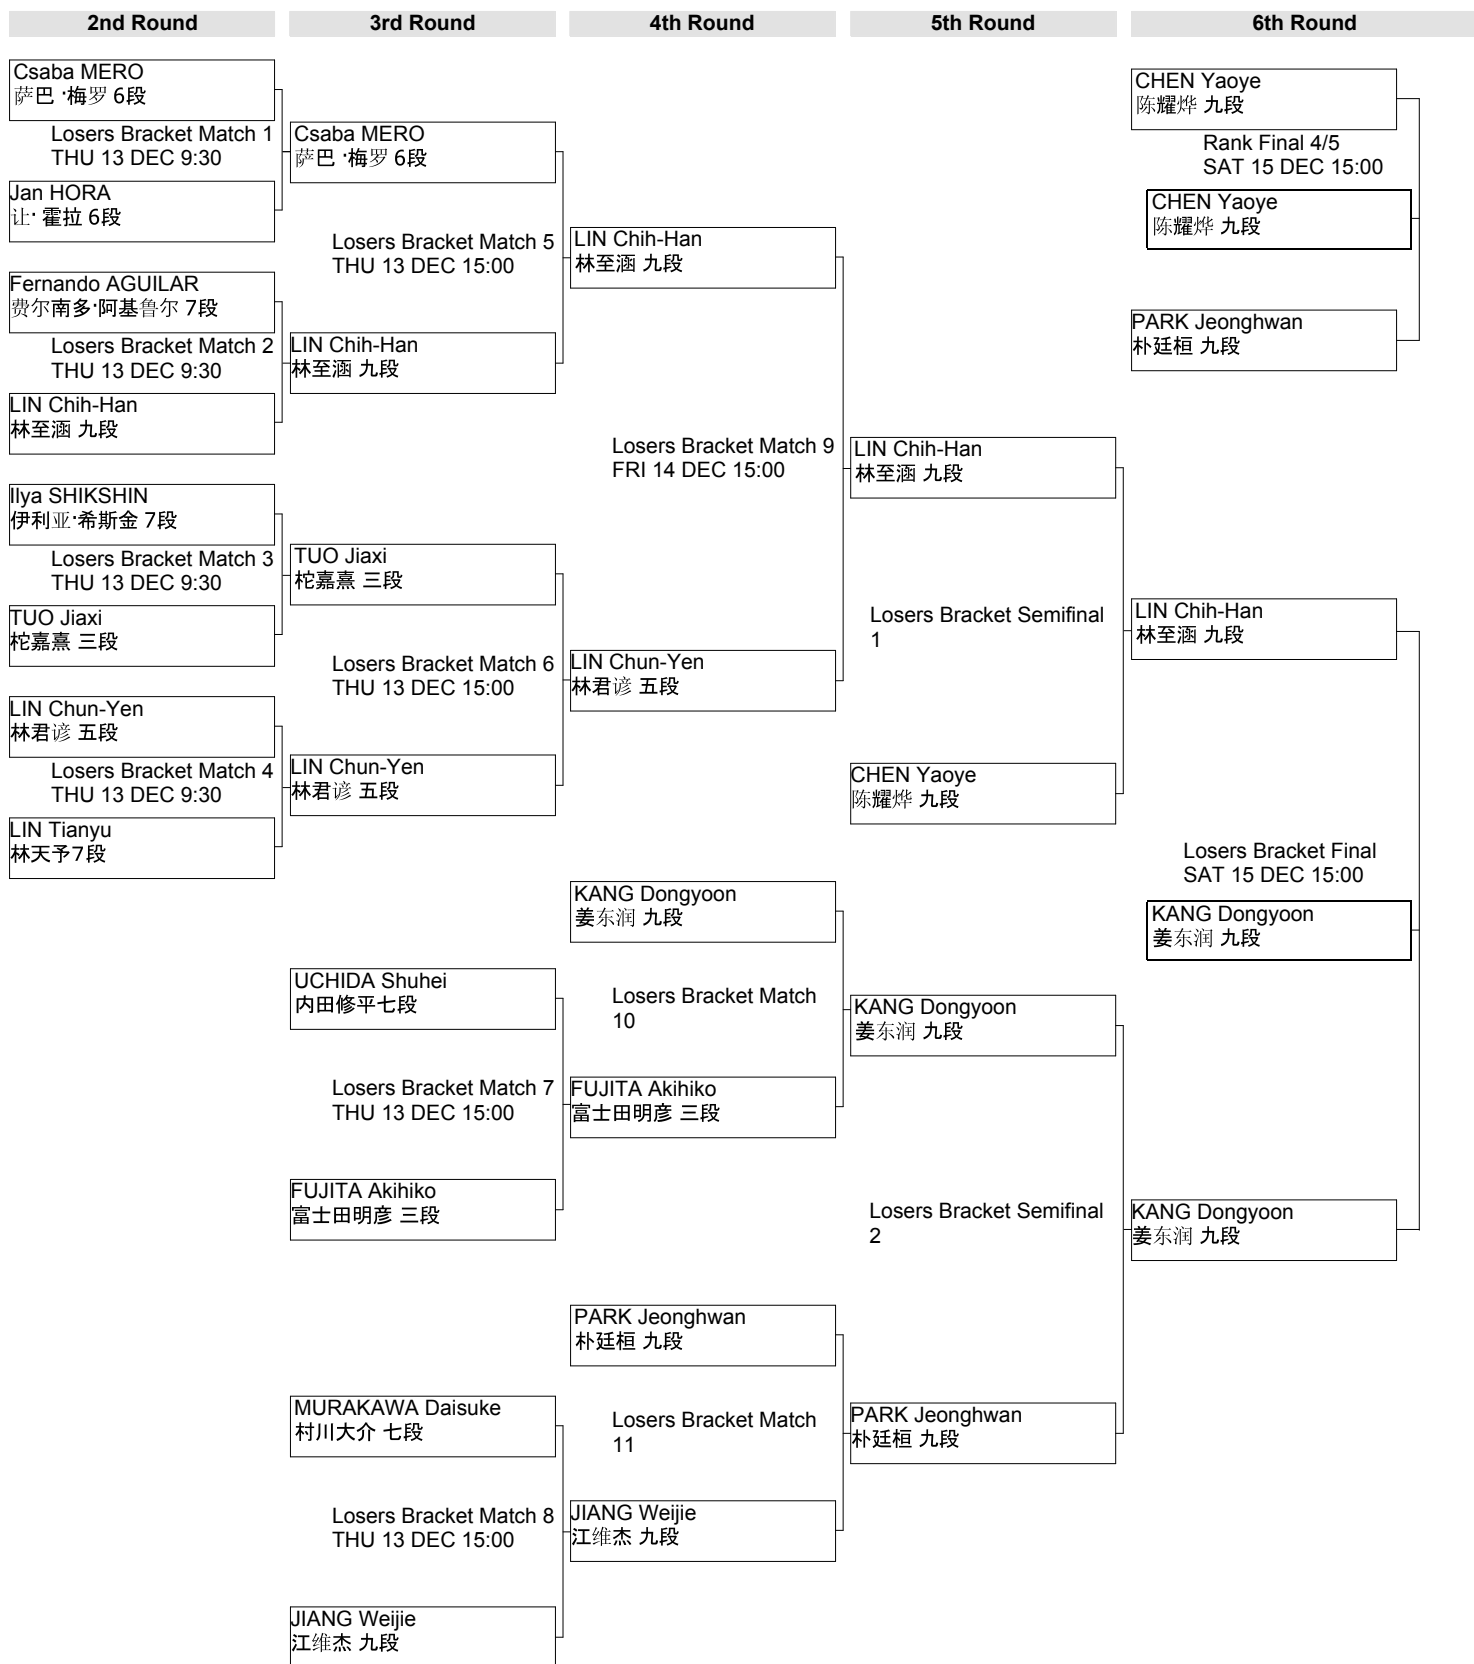 2nd Round
3rd Round
4th Round
5th Round
6th Round
Csaba MERO
萨巴·梅罗 6段
Losers Bracket Match 1
THU 13 DEC 9:30
Jan HORA
让·霍拉 6段
Fernando AGUILAR
费尔南多·阿基鲁尔 7段
Losers Bracket Match 2
THU 13 DEC 9:30
LIN Chih-Han
林至涵 九段
Ilya SHIKSHIN
伊利亚·希斯金 7段
Losers Bracket Match 3
THU 13 DEC 9:30
TUO Jiaxi
柁嘉熹 三段
LIN Chun-Yen
林君谚 五段
Losers Bracket Match 4
THU 13 DEC 9:30
LIN Tianyu
林天予7段
Csaba MERO
萨巴·梅罗 6段
Losers Bracket Match 5
THU 13 DEC 15:00
LIN Chih-Han
林至涵 九段
TUO Jiaxi
柁嘉熹 三段
Losers Bracket Match 6
THU 13 DEC 15:00
LIN Chun-Yen
林君谚 五段
UCHIDA Shuhei
内田修平七段
Losers Bracket Match 7
THU 13 DEC 15:00
FUJITA Akihiko
富士田明彦 三段
MURAKAWA Daisuke
村川大介 七段
Losers Bracket Match 8
THU 13 DEC 15:00
JIANG Weijie
江维杰 九段
LIN Chih-Han
林至涵 九段
Losers Bracket Match 9
FRI 14 DEC 15:00
LIN Chun-Yen
林君谚 五段
KANG Dongyoon
姜东润 九段
Losers Bracket Match
10
FUJITA Akihiko
富士田明彦 三段
PARK Jeonghwan
朴廷桓 九段
Losers Bracket Match
11
JIANG Weijie
江维杰 九段
LIN Chih-Han
林至涵 九段
Losers Bracket Semifinal
1
CHEN Yaoye
陈耀烨 九段
KANG Dongyoon
姜东润 九段
Losers Bracket Semifinal
2
PARK Jeonghwan
朴廷桓 九段
CHEN Yaoye
陈耀烨 九段
Rank Final 4/5
SAT 15 DEC 15:00
CHEN Yaoye
陈耀烨 九段
PARK Jeonghwan
朴廷桓 九段
LIN Chih-Han
林至涵 九段
Losers Bracket Final
SAT 15 DEC 15:00
KANG Dongyoon
姜东润 九段
KANG Dongyoon
姜东润 九段